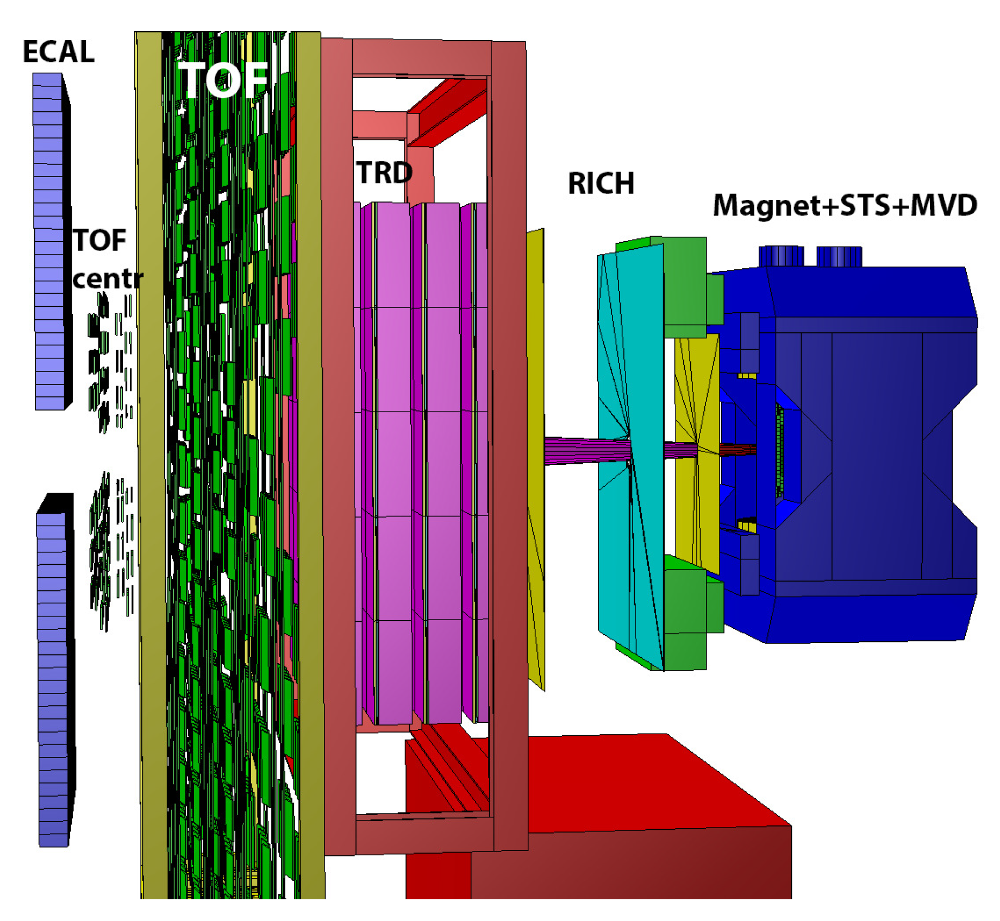 ECAL
TOF
TRD
RICH
Magnet+STS+MVD
TOF
centr